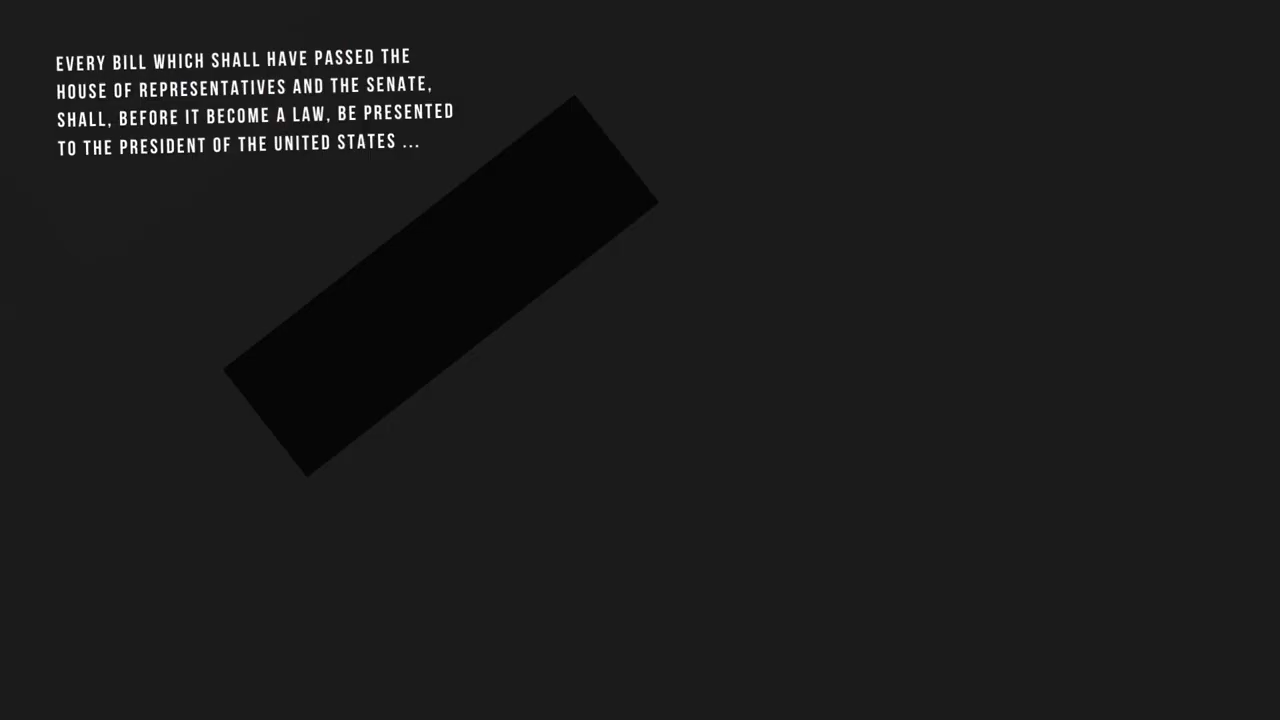 EVERY BILL WHICH SHALL HAVE PASSED THE
HOUSE OF REPRESENTATIVES AND THE SENATE,
SHALL, BEFORE IT BECOME A LAW, BE PRESENTED
TO THE PRESIDENT OF THE UNITED STATES ...